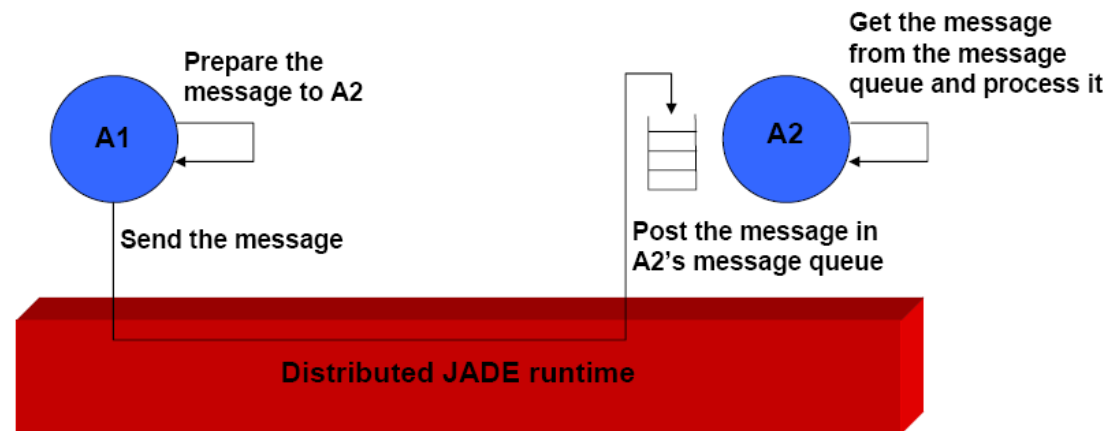 Prepare the
message to A2
A1
Send the message
Get the message
from the message
queue and process it
A2
Post the message in
A2's message queue
Distributed JADE runtime